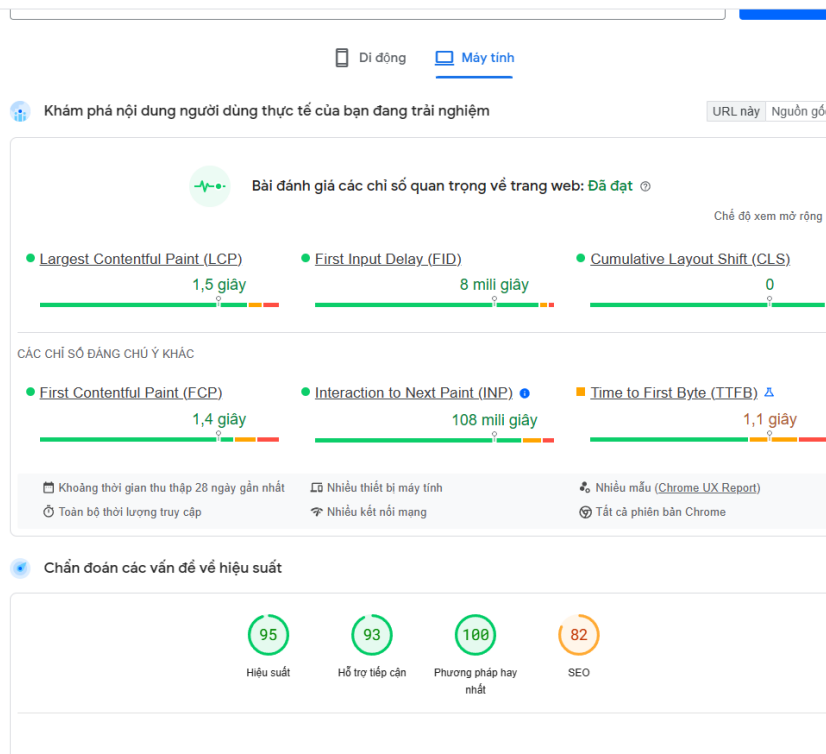 Di động
Máy tính
Khám phá nội dung người dùng thực tế của bạn đang trải nghiệm
URL này
Nguồn gố
Bài đánh giá các chỉ số quan trọng về trang web: Đã đạt
Chế độ xem mở rộng
Largest Contentful Paint (LCP)
1,5 giây
First Input Delay (FID)
8 mili giây
Cumulative Layout Shift (CLS)
0
CÁC CHỈ SỐ ĐÁNG CHÚ Ý KHÁC
First Contentful Paint (FCP)
1,4 giây
Interaction to Next Paint (INP)
108 mili giây
Time to First Byte (TTFB)
1,1 giây
Khoảng thời gian thu thập 28 ngày gần nhất
Nhiều thiết bị máy tính
Nhiều mẫu (Chrome UX Report)
Toàn bộ thời lượng truy cập
Nhiều kết nối mạng
Tất cả phiên bản Chrome
Chẩn đoán các vấn đề về hiệu suất
95
Hiệu suất
93
Hỗ trợ tiếp cận
100
Phương pháp hay
nhất
82
SEO